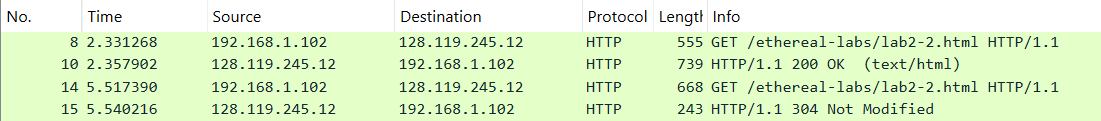 No. Time Source Destination Protocol Length Info
8 2.331268 192.168.1.102 128.119.245.12 HTTP 555 GET /ethereal-labs/lab2-2.html HTTP/1.1
10 2.357902 128.119.245.12 192.168.1.102 HTTP 739 HTTP/1.1 200 OK (text/html)
14 5.517390 192.168.1.102 128.119.245.12 HTTP 668 GET /ethereal-labs/lab2-2.html HTTP/1.1
15 5.540216 128.119.245.12 192.168.1.102 HTTP 243 HTTP/1.1 304 Not Modified